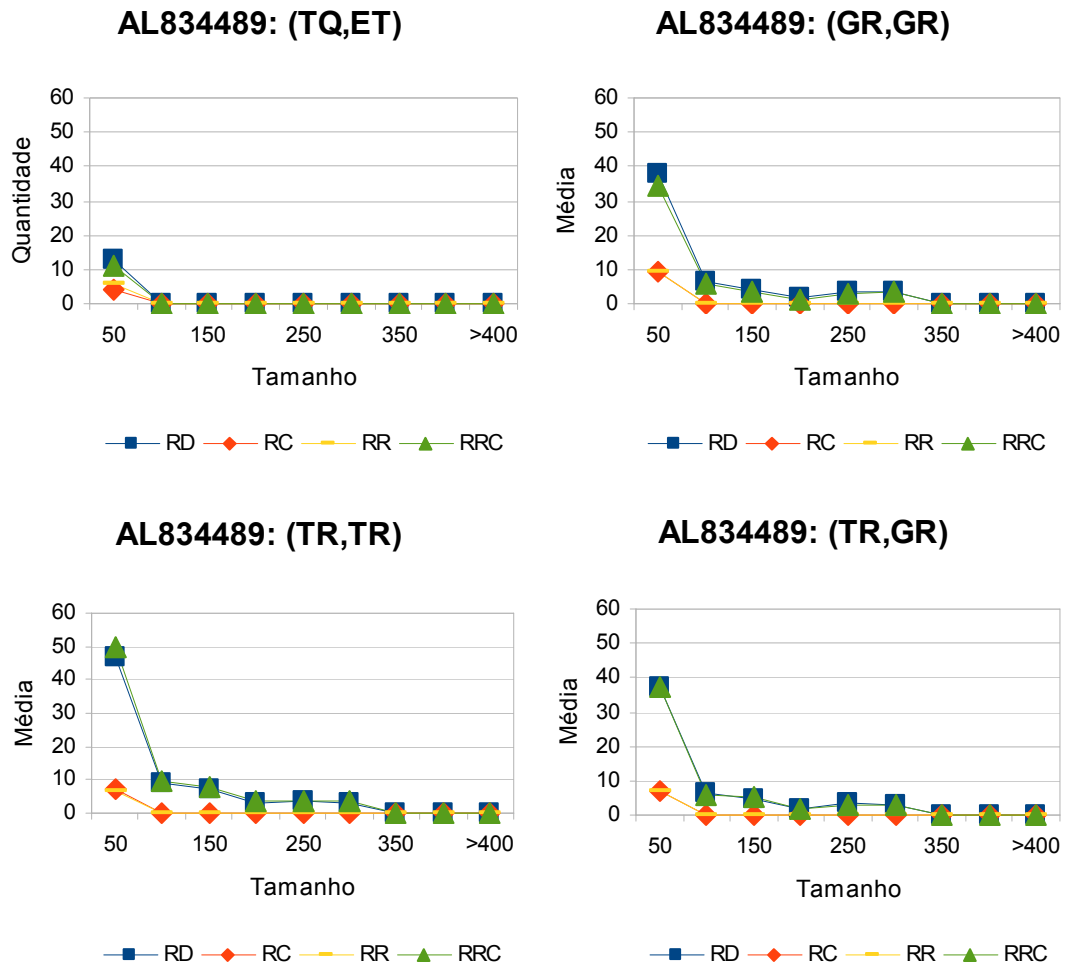 AL834489: (TQ,ET)
60
50
40
30
20
10
0
Quantidade
50 150 250 350 >400
Tamanho
RD RC RR RRC
AL834489: (GR,GR)
60
50
40
30
20
10
0
Média
50 150 250 350 >400
Tamanho
RD RC RR RRC
AL834489: (TR,TR)
60
50
40
30
20
10
0
Média
50 150 250 350 >400
Tamanho
RD RC RR RRC
AL834489: (TR,GR)
60
50
40
30
20
10
0
Média
50 150 250 350 >400
Tamanho
RD RC RR RRC